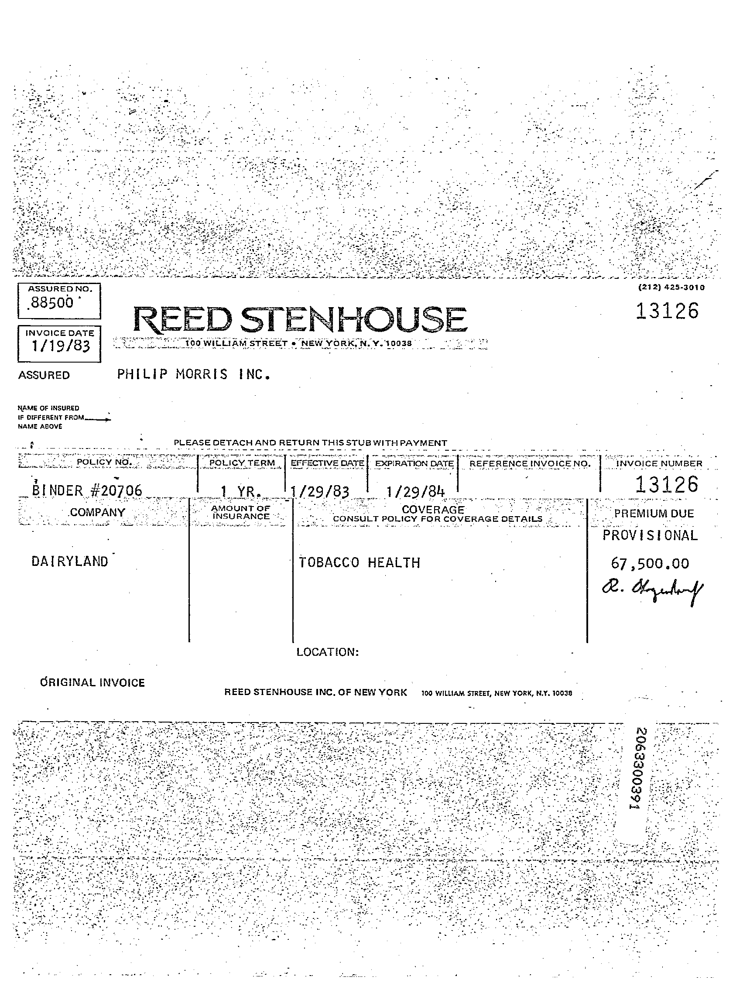 ASSURED NO.
88500
(212) 425-3010
13126
REED STENHOUSE
INVOICE DATE
1/19/83
100 WILLIAM STREET • NEW YORK, N.Y. 10038
ASSURED PHILIP MORRIS INC.
NAME OF INSURED
IF DIFFERENT FROM
NAME ABOVE
PLEASE DETACH AND RETURN THIS STUB WITH PAYMENT
POLICY NO. POLICY TERM EFFECTIVE DATE EXPIRATION DATE REFERENCE INVOICE NO. INVOICE NUMBER
BINDER #20706 1 YR. 1/29/83 1/29/84 13126
COMPANY AMOUNT OF INSURANCE COVERAGE PREMIUM DUE
CONSULT POLICY FOR COVERAGE DETAILS
PROVISIONAL
DAIRYLAND TOBACCO HEALTH 67,500.00
R.
LOCATION:
ORIGINAL INVOICE
REED STENHOUSE INC. OF NEW YORK 100 WILLIAM STREET, NEW YORK, N.Y. 10038
2063300391